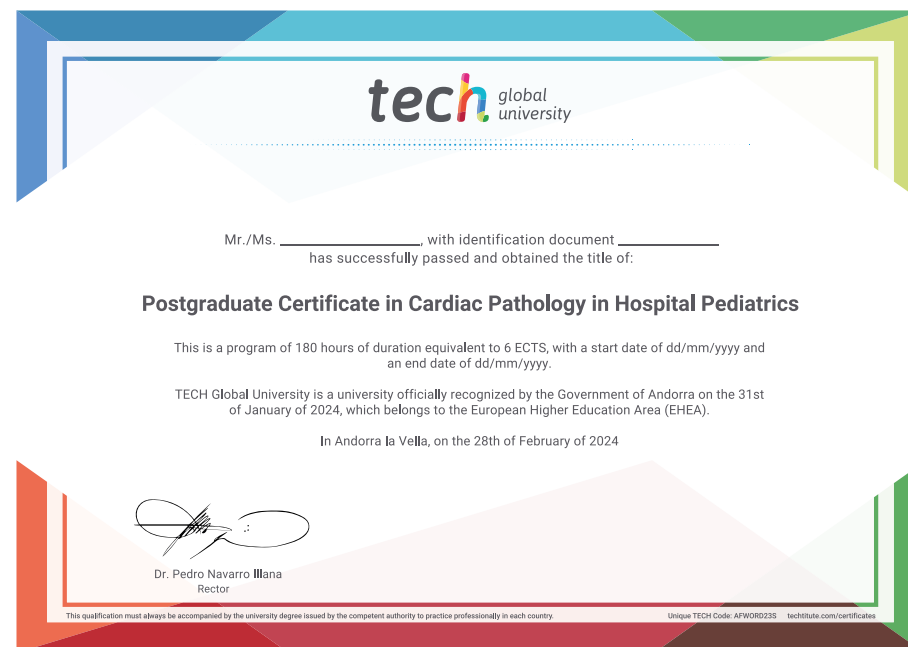 tech global university
Mr./Ms. ____________________, with identification document ______________
has successfully passed and obtained the title of:
Postgraduate Certificate in Cardiac Pathology in Hospital Pediatrics
This is a program of 180 hours of duration equivalent to 6 ECTS, with a start date of dd/mm/yyyy and
an end date of dd/mm/yyyy.
TECH Global University is a university officially recognized by the Government of Andorra on the 31st
of January of 2024, which belongs to the European Higher Education Area (EHEA).
In Andorra la Vella, on the 28th of February of 2024
Dr. Pedro Navarro Illana
Rector
This qualification must always be accompanied by the university degree issued by the competent authority to practice professionally in each country.
Unique TECH Code: AFWORD23S techtitute.com/certificates